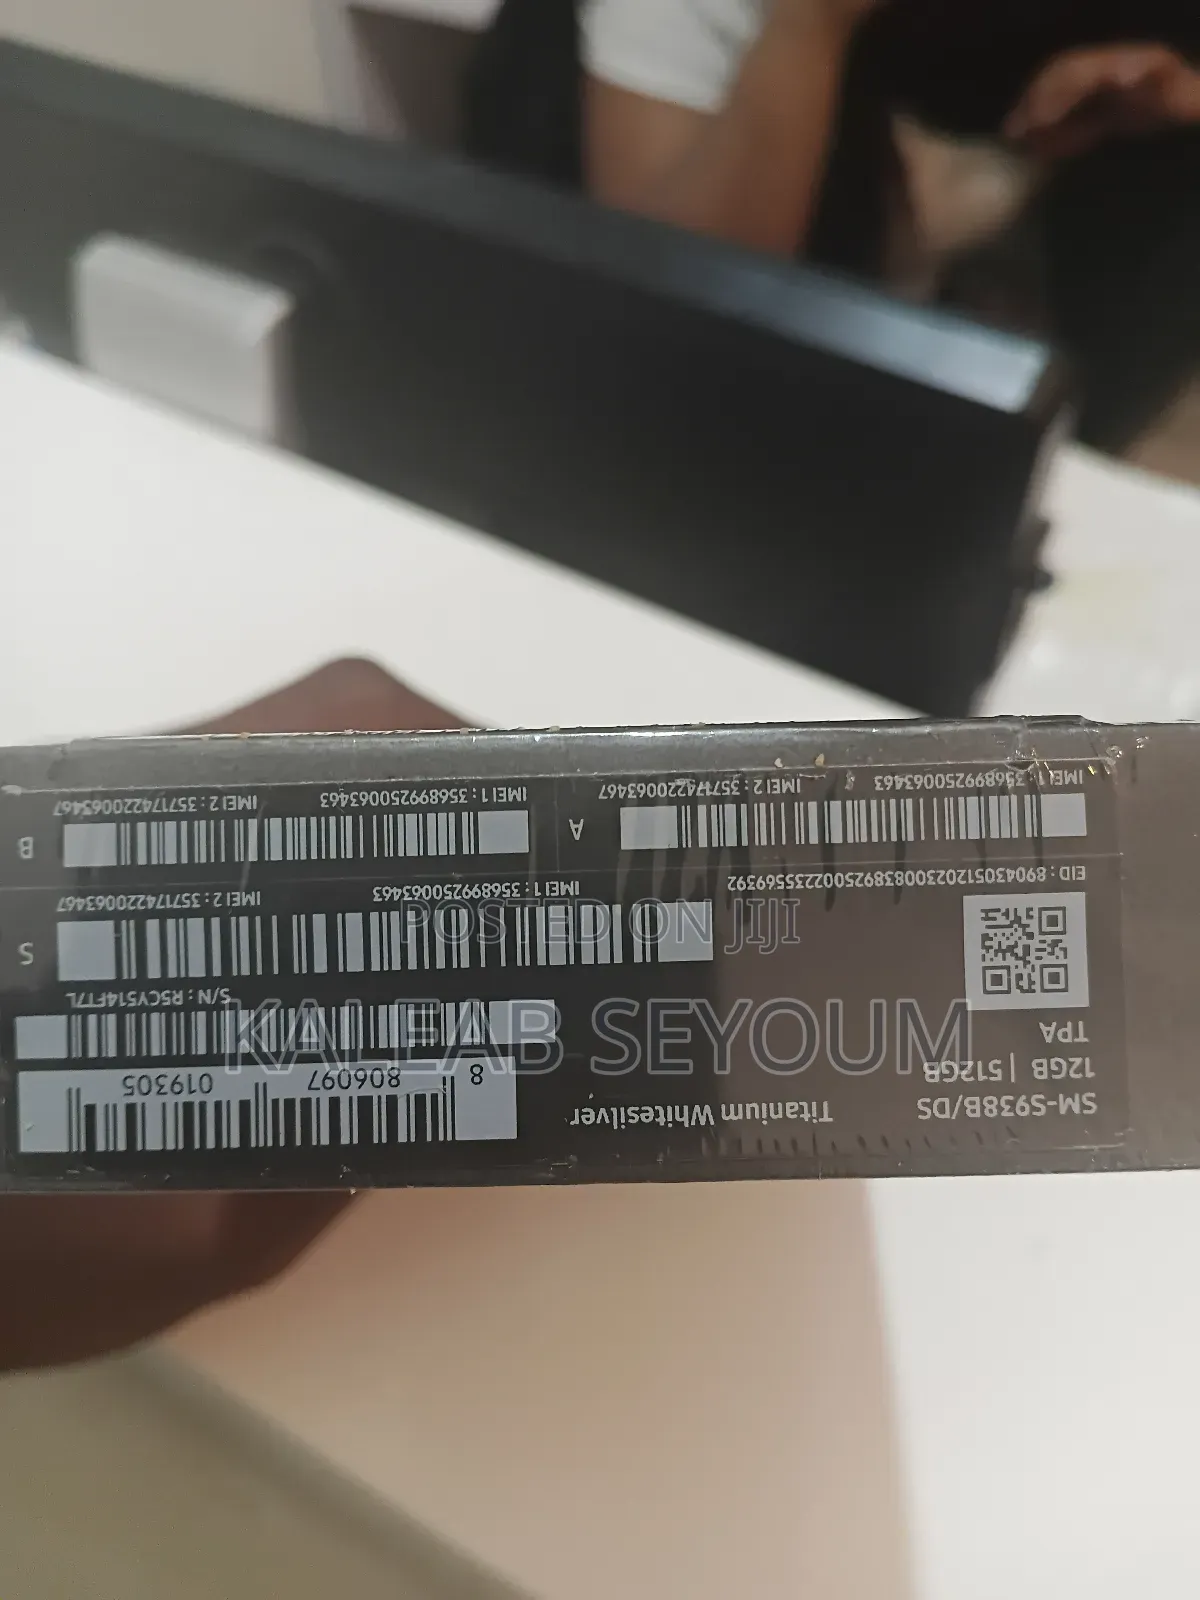 SM-S938B/DS
Titanium Whitesilver
12GB | 512GB
TPA
8 806097 019305
S/N : R5CY514FT7L
EID : 89043051202300838925002235569392
S
IMEI 1 : 356899250063463
IMEI 2 : 357174220063467
A
IMEI 1 : 356899250063463
IMEI 2 : 357174220063467
B
IMEI 1 : 356899250063463
IMEI 2 : 357174220063467
POSTED ON JIJI
KALEAB SEYOUM